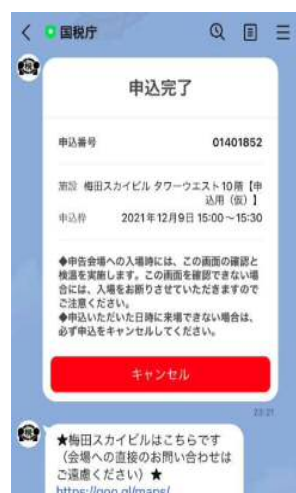 国税庁
申込完了
申込番号 01401852
施設 梅田スカイビル タワーウエスト10階【申
込用（仮）】
申込枠 2021年12月9日 15:00～15:30
◆申告会場への入場時には、この画面の確認と
検温を実施します。この画面を確認できない場
合には、入場をお断りさせていただきますので
ご注意ください。
◆申込いただいた日時に来場できない場合は、
必ず申込をキャンセルしてください。
キャンセル
23:21
★梅田スカイビルはこちらです
（会場への直接のお問い合わせは
ご遠慮ください）★
https://goo.gl/maps/